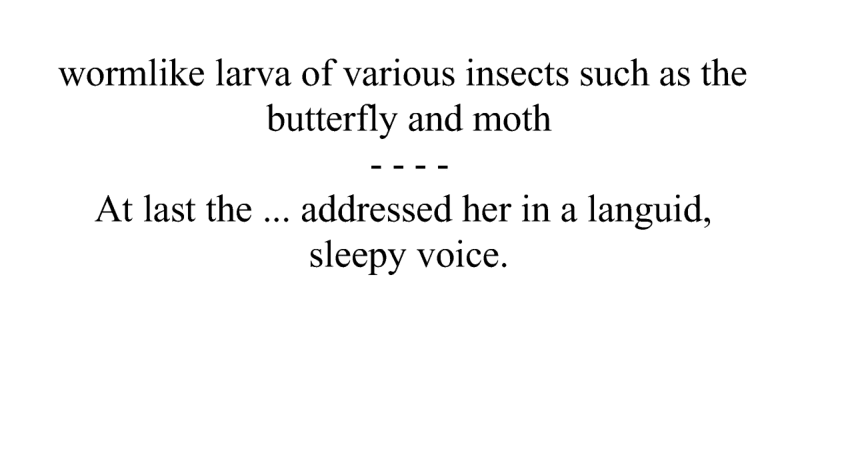 wormlike larva of various insects such as the
butterfly and moth
- - - -
At last the ... addressed her in a languid,
sleepy voice.